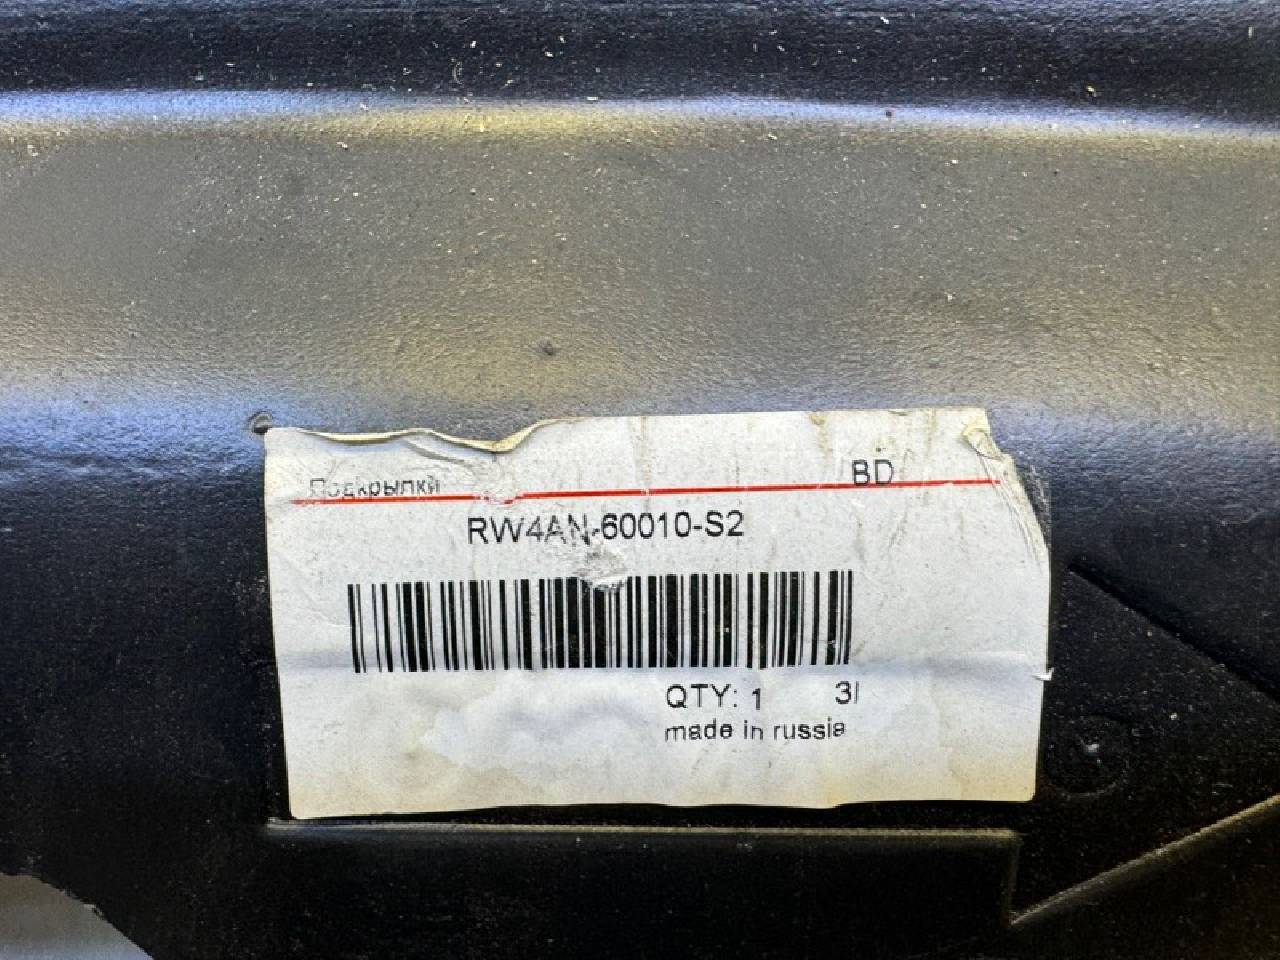 Подкрылки BD
RW4AN-60010-S2
QTY: 1 3
made in russia